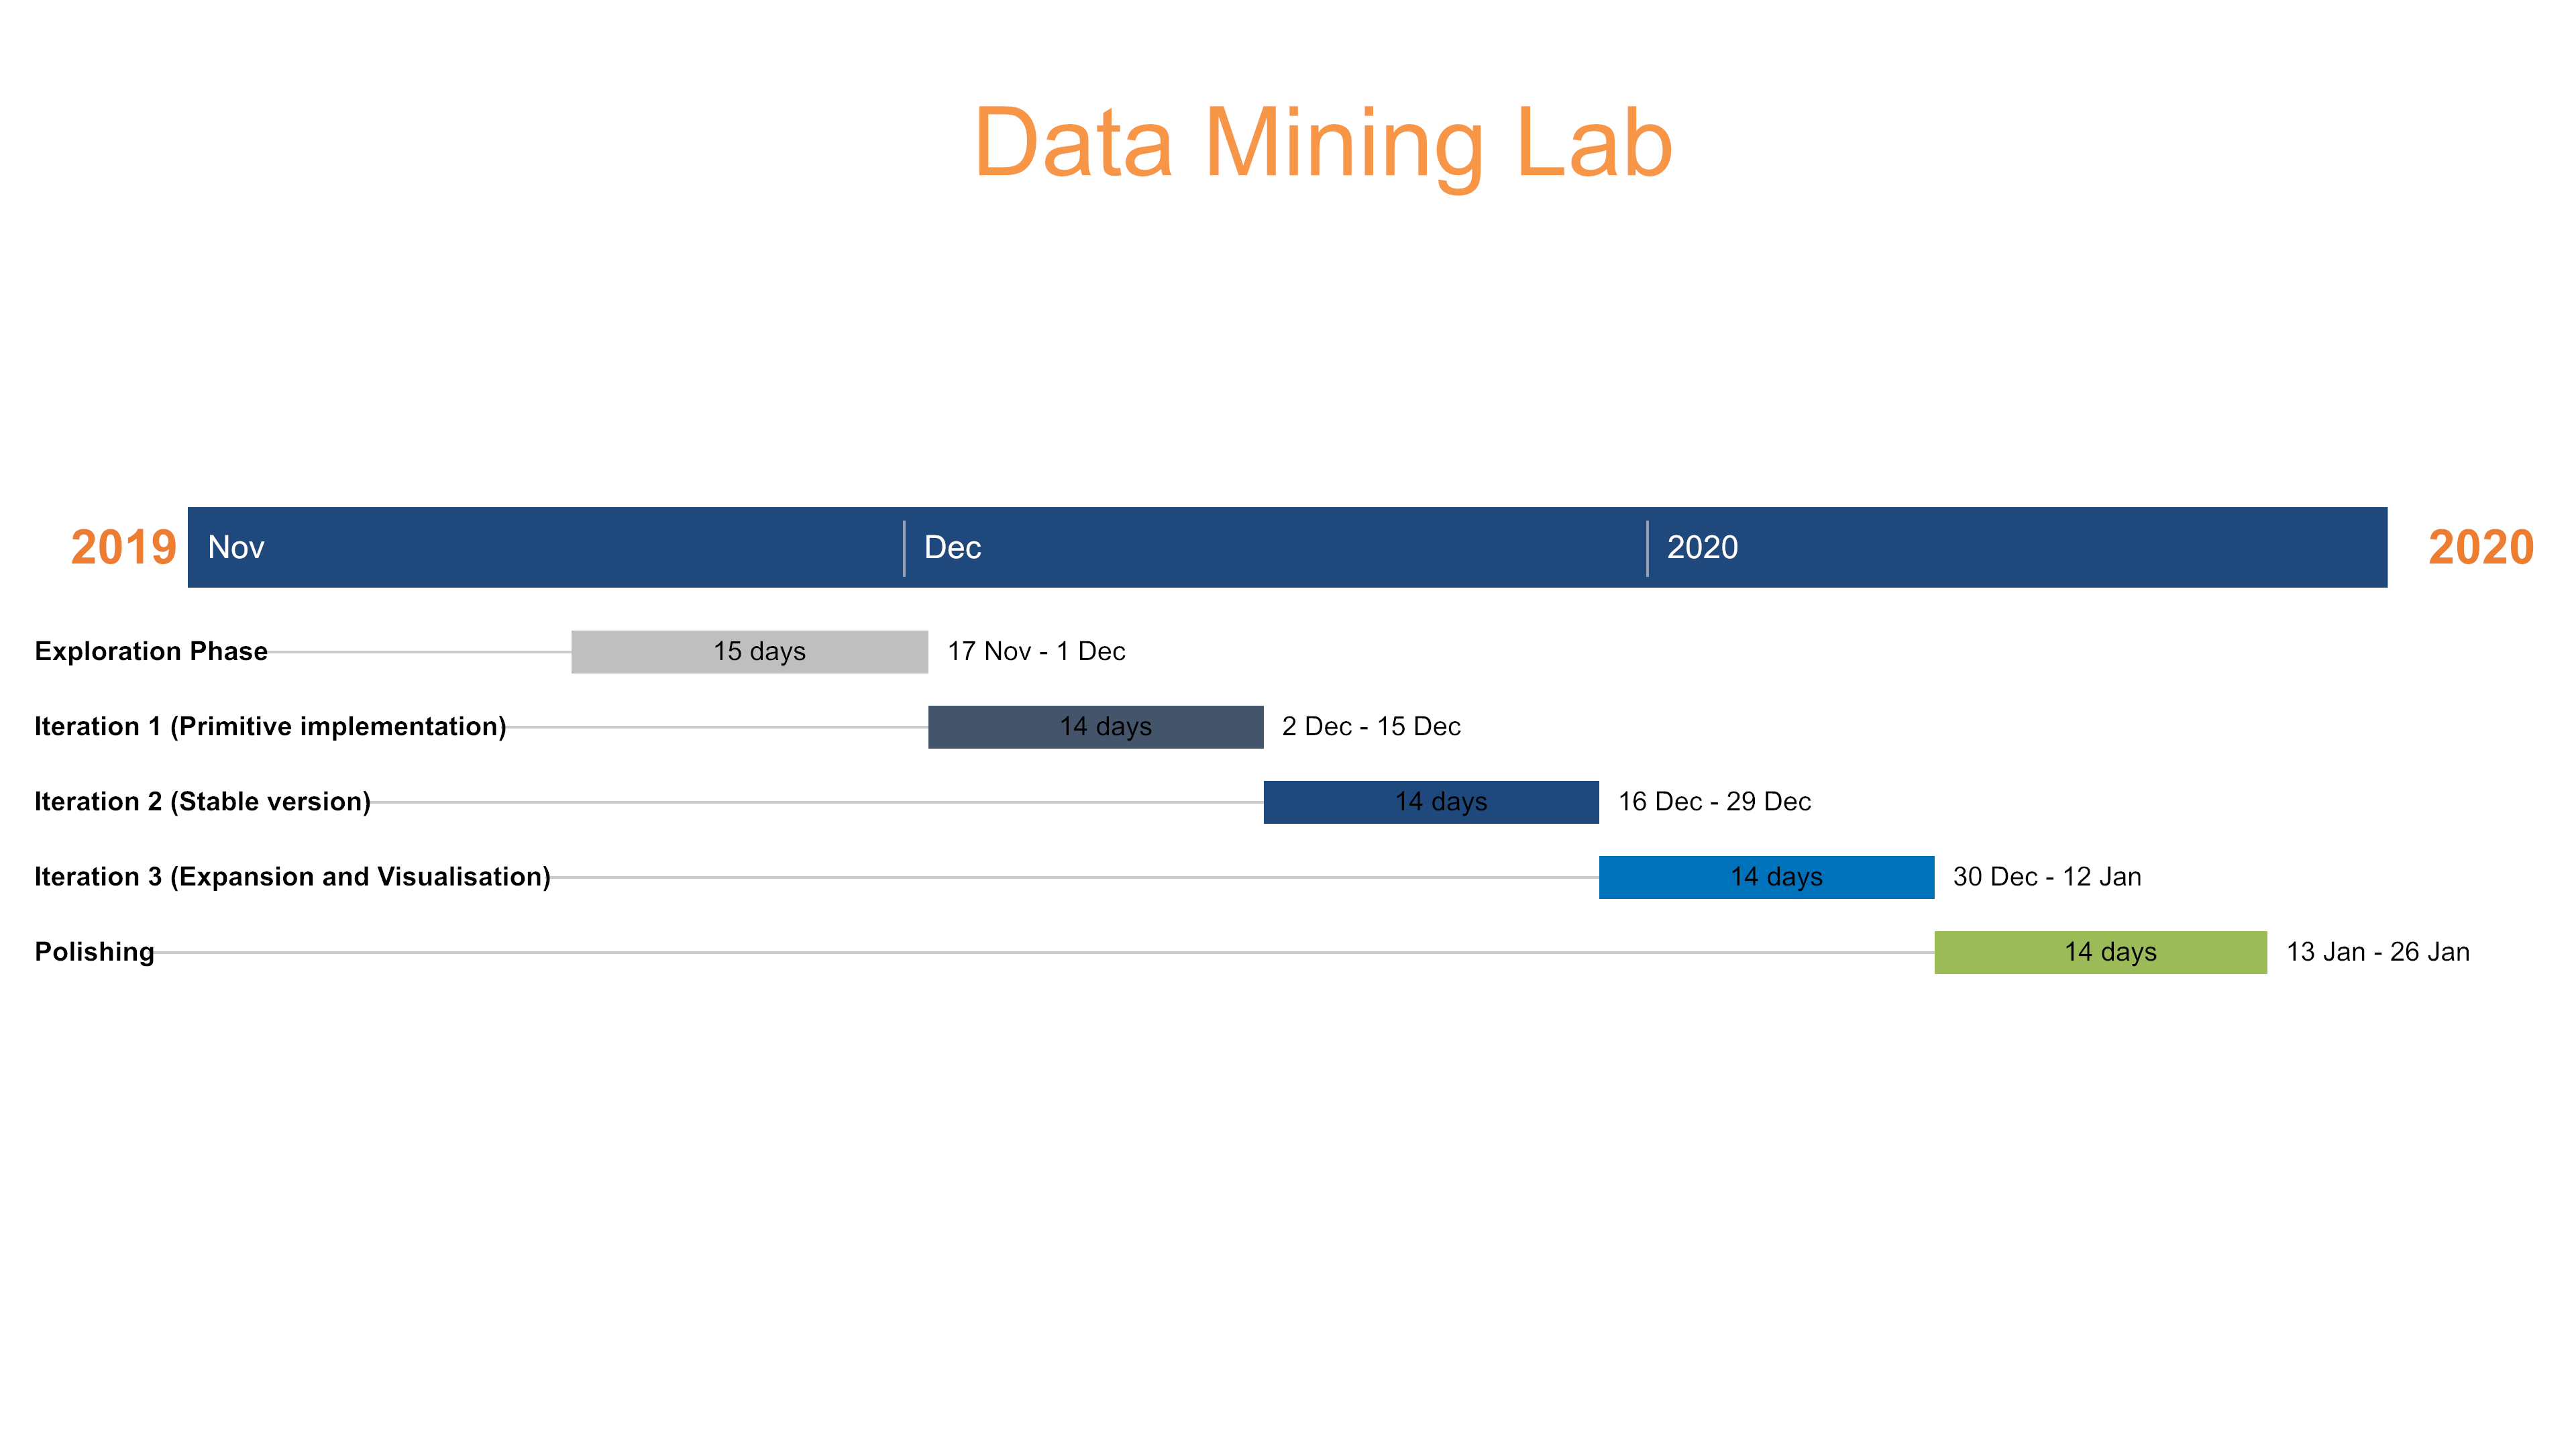 Data Mining Lab
2019 Nov Dec 2020 2020
Exploration Phase 15 days 17 Nov - 1 Dec
Iteration 1 (Primitive implementation) 14 days 2 Dec - 15 Dec
Iteration 2 (Stable version) 14 days 16 Dec - 29 Dec
Iteration 3 (Expansion and Visualisation) 14 days 30 Dec - 12 Jan
Polishing 14 days 13 Jan - 26 Jan